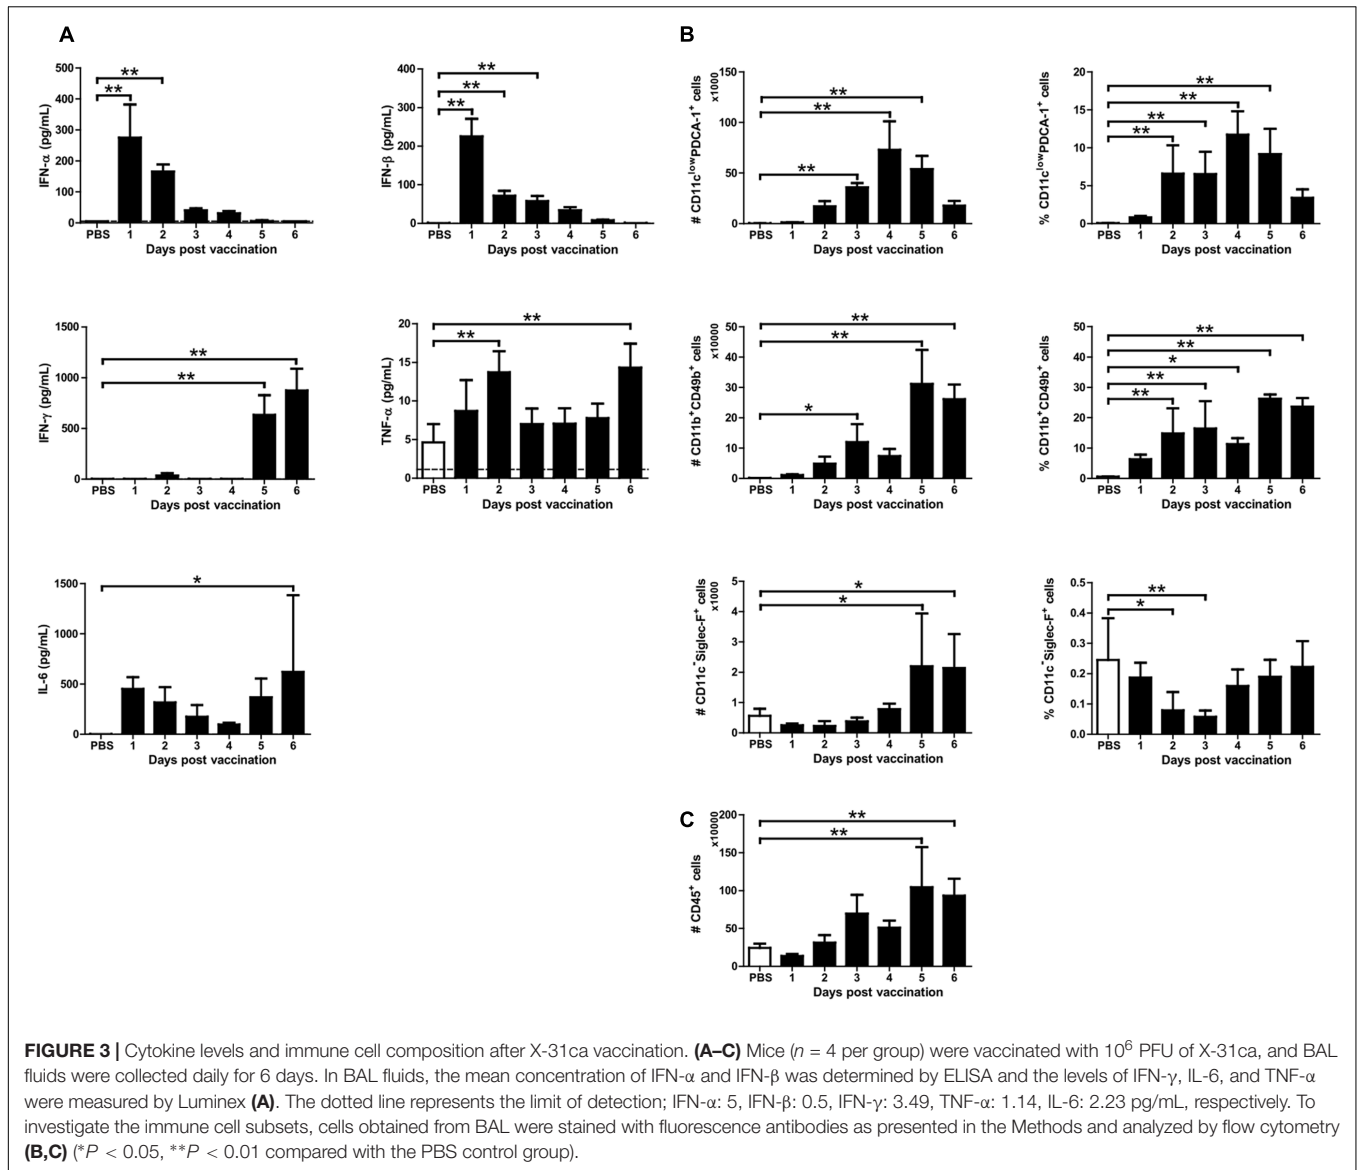 A
500
400
300
200
100
0
IFN-α (pg/mL)
**
**
PBS 1 2 3 4 5 6
Days post vaccination
400
300
200
100
0
IFN-β (pg/mL)
**
**
**
PBS 1 2 3 4 5 6
Days post vaccination
1500
1000
500
0
IFN-γ (pg/mL)
**
**
PBS 1 2 3 4 5 6
Days post vaccination
20
15
10
5
0
TNF-α (pg/mL)
**
**
PBS 1 2 3 4 5 6
Days post vaccination
1500
1000
500
0
IL-6 (pg/mL)
*
PBS 1 2 3 4 5 6
Days post vaccination
B
150
100
50
0
# CD11c^lowPDCA-1⁺ cells
x1000
**
**
**
PBS 1 2 3 4 5 6
Days post vaccination
20
15
10
5
0
% CD11c^lowPDCA-1⁺ cells
**
**
**
**
PBS 1 2 3 4 5 6
Days post vaccination
50
40
30
20
10
0
# CD11b⁺CD49b⁺ cells
x10000
**
**
*
PBS 1 2 3 4 5 6
Days post vaccination
50
40
30
20
10
0
% CD11b⁺CD49b⁺ cells
**
**
*
**
**
PBS 1 2 3 4 5 6
Days post vaccination
5
4
3
2
1
0
# CD11c⁻Siglec-F⁺ cells
x1000
*
*
PBS 1 2 3 4 5 6
Days post vaccination
0.5
0.4
0.3
0.2
0.1
0.0
% CD11c⁻Siglec-F⁺ cells
**
*
PBS 1 2 3 4 5 6
Days post vaccination
C
200
150
100
50
0
# CD45⁺ cells
x10000
**
**
PBS 1 2 3 4 5 6
Days post vaccination
FIGURE 3 | Cytokine levels and immune cell composition after X-31ca vaccination. (A–C) Mice (n = 4 per group) were vaccinated with 10⁶ PFU of X-31ca, and BAL
fluids were collected daily for 6 days. In BAL fluids, the mean concentration of IFN-α and IFN-β was determined by ELISA and the levels of IFN-γ, IL-6, and TNF-α
were measured by Luminex (A). The dotted line represents the limit of detection; IFN-α: 5, IFN-β: 0.5, IFN-γ: 3.49, TNF-α: 1.14, IL-6: 2.23 pg/mL, respectively. To
investigate the immune cell subsets, cells obtained from BAL were stained with fluorescence antibodies as presented in the Methods and analyzed by flow cytometry
(B,C) (*P < 0.05, **P < 0.01 compared with the PBS control group).